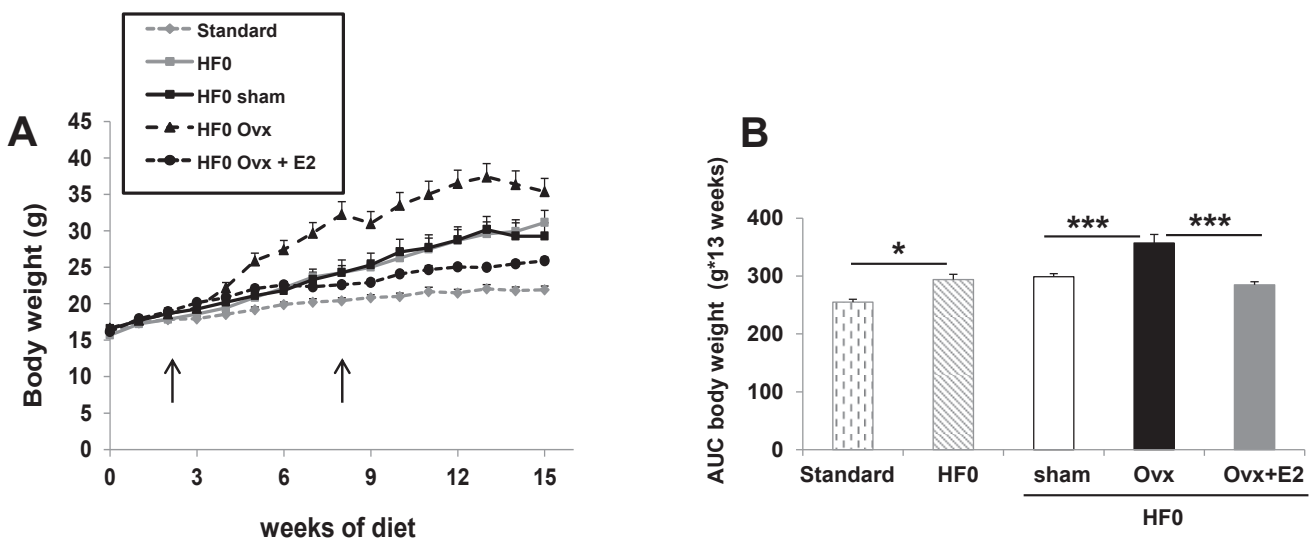 Standard
HF0
HF0 sham
HF0 Ovx
HF0 Ovx + E2
A
45
40
35
30
25
20
15
10
5
0
Body weight (g)
0 3 6 9 12 15
weeks of diet
B
AUC body weight (g*13 weeks)
400
300
200
100
0
*
***
***
Standard HF0 sham Ovx Ovx+E2
HF0